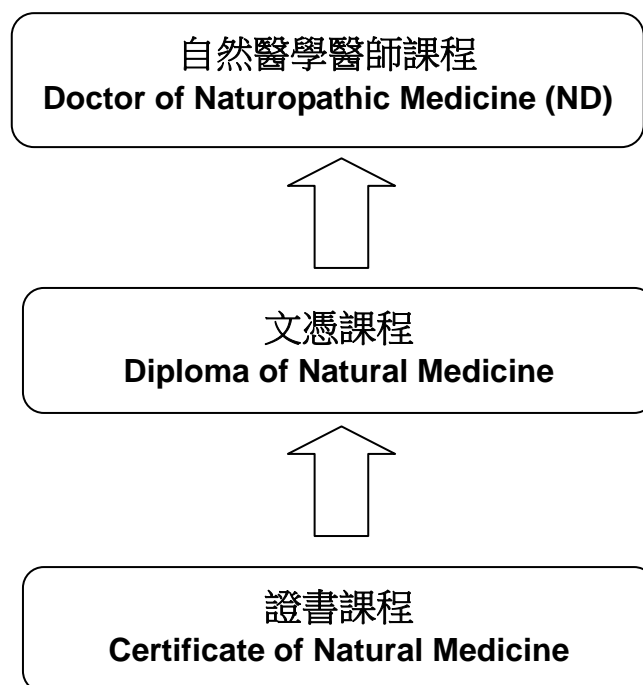 自然醫學醫師課程
Doctor of Naturopathic Medicine (ND)
文憑課程
Diploma of Natural Medicine
證書課程
Certificate of Natural Medicine